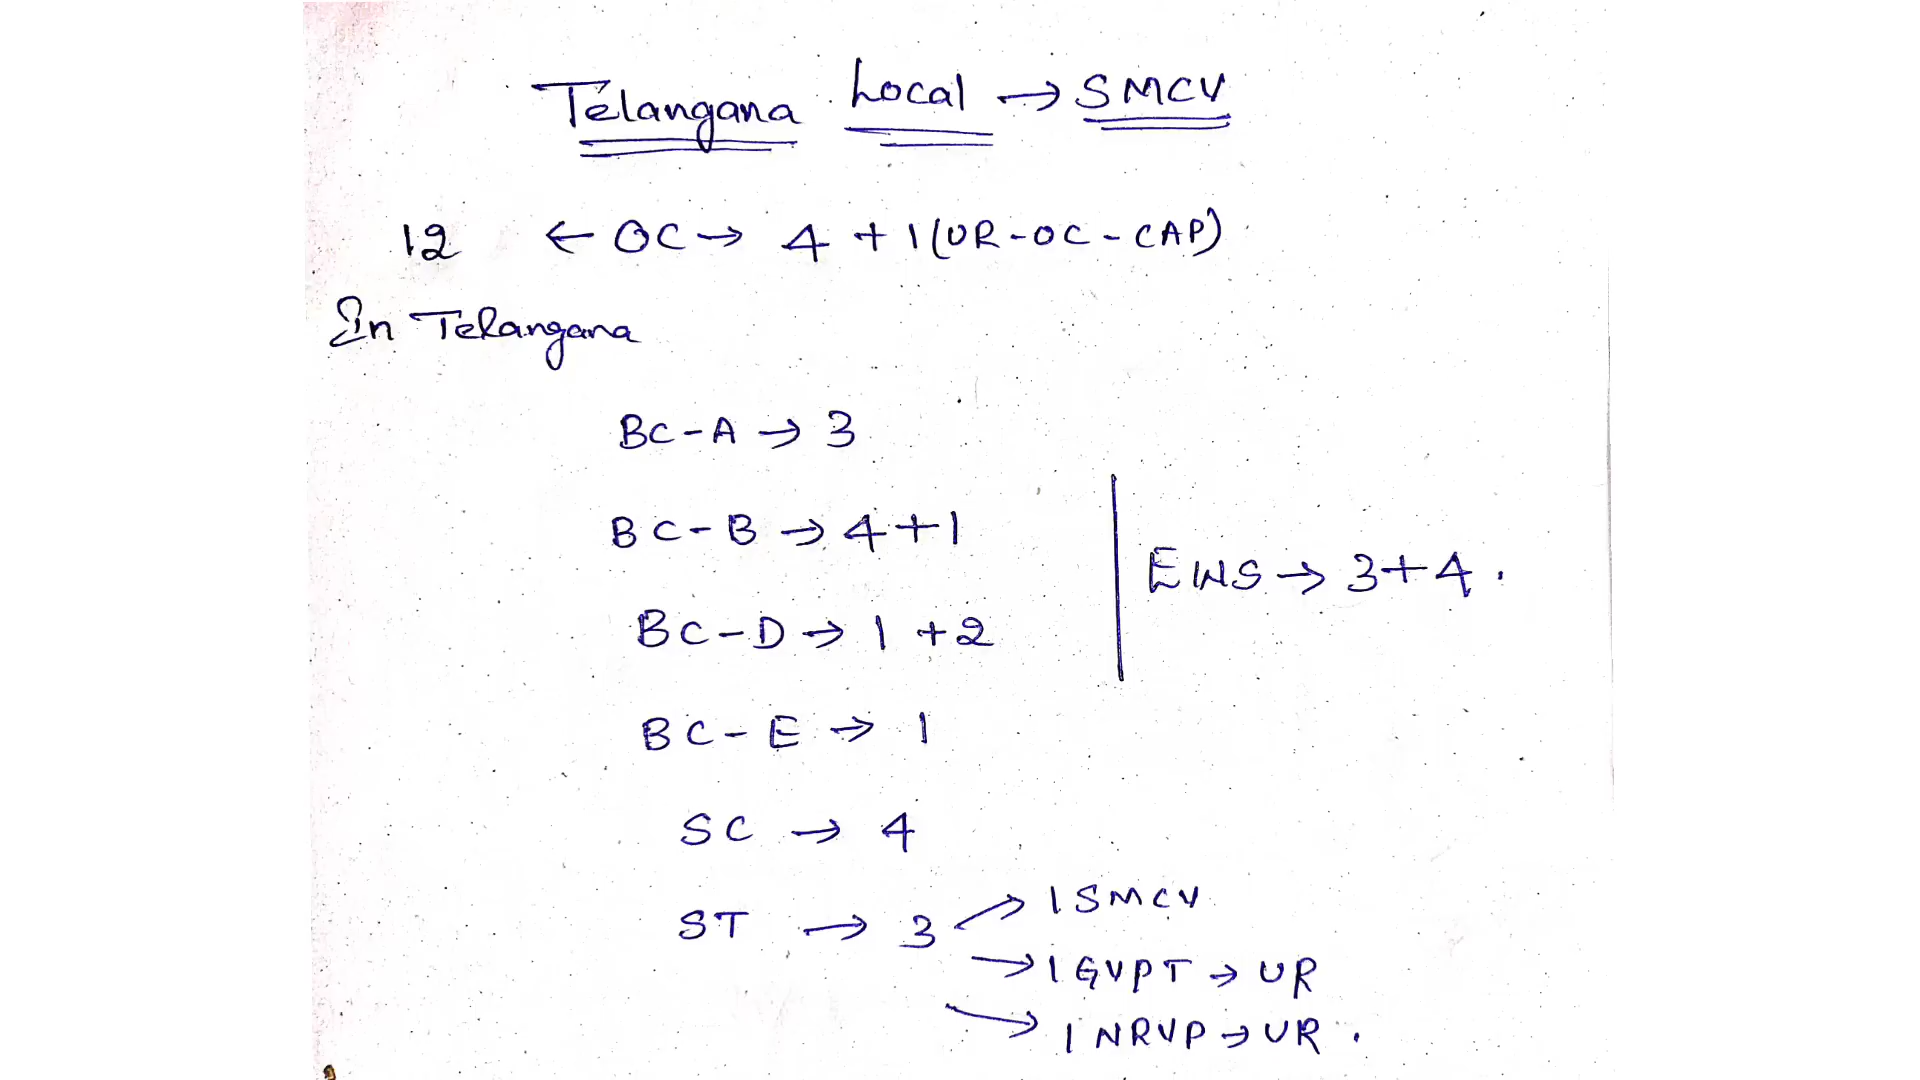 Telangana Local → SMCV
12 ← OC → 4 + 1(UR-OC-CAP)
In Telangana
BC-A → 3
BC-B → 4+1
EWS → 3+4.
BC-D → 1 +2
BC-E → 1
SC → 4
ST → 3 → 1 SMCV
→ 1 GVPT → UR
→ 1 NRVP → UR.